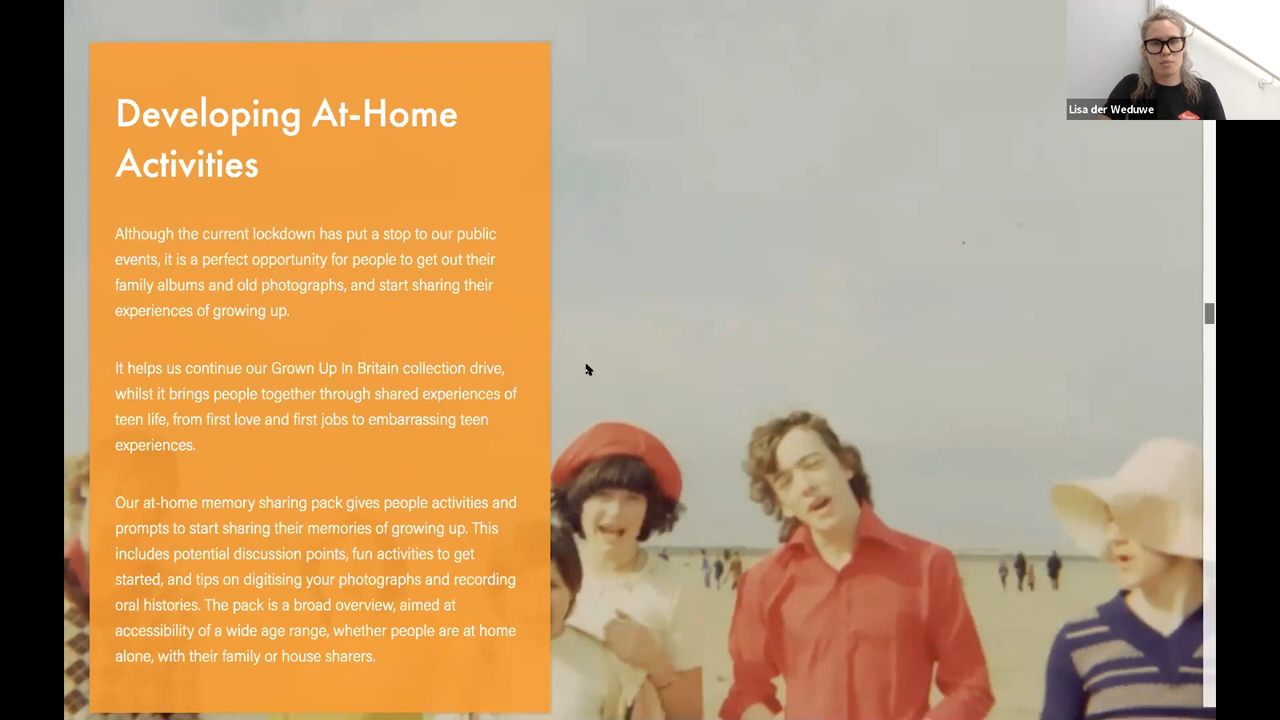 Lisa der Weduwe
Developing At-Home
Activities
Although the current lockdown has put a stop to our public
events, it is a perfect opportunity for people to get out their
family albums and old photographs, and start sharing their
experiences of growing up.
It helps us continue our Grown Up In Britain collection drive,
whilst it brings people together through shared experiences of
teen life, from first love and first jobs to embarrassing teen
experiences.
Our at-home memory sharing pack gives people activities and
prompts to start sharing their memories of growing up. This
includes potential discussion points, fun activities to get
started, and tips on digitising your photographs and recording
oral histories. The pack is a broad overview, aimed at
accessibility of a wide age range, whether people are at home
alone, with their family or house sharers.